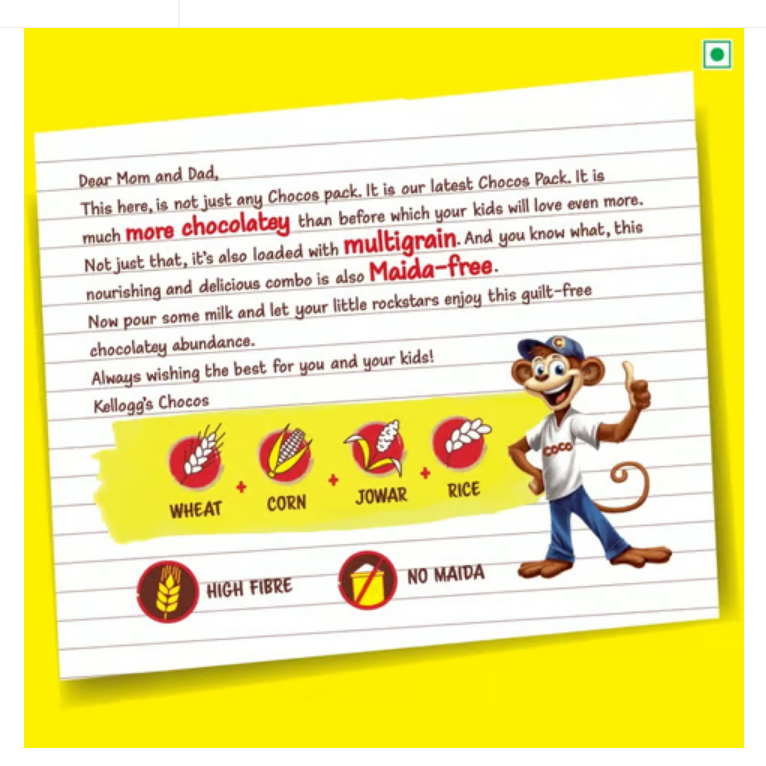 Dear Mom and Dad,
This here, is not just any Chocos pack. It is our latest Chocos Pack. It is
much more chocolatey than before which your kids will love even more.
Not just that, it's also loaded with multigrain. And you know what, this
nourishing and delicious combo is also Maida-free.
Now pour some milk and let your little rockstars enjoy this guilt-free
chocolatey abundance.
Always wishing the best for you and your kids!
Kellogg's Chocos
C
COCO
WHEAT + CORN + JOWAR + RICE
HIGH FIBRE NO MAIDA